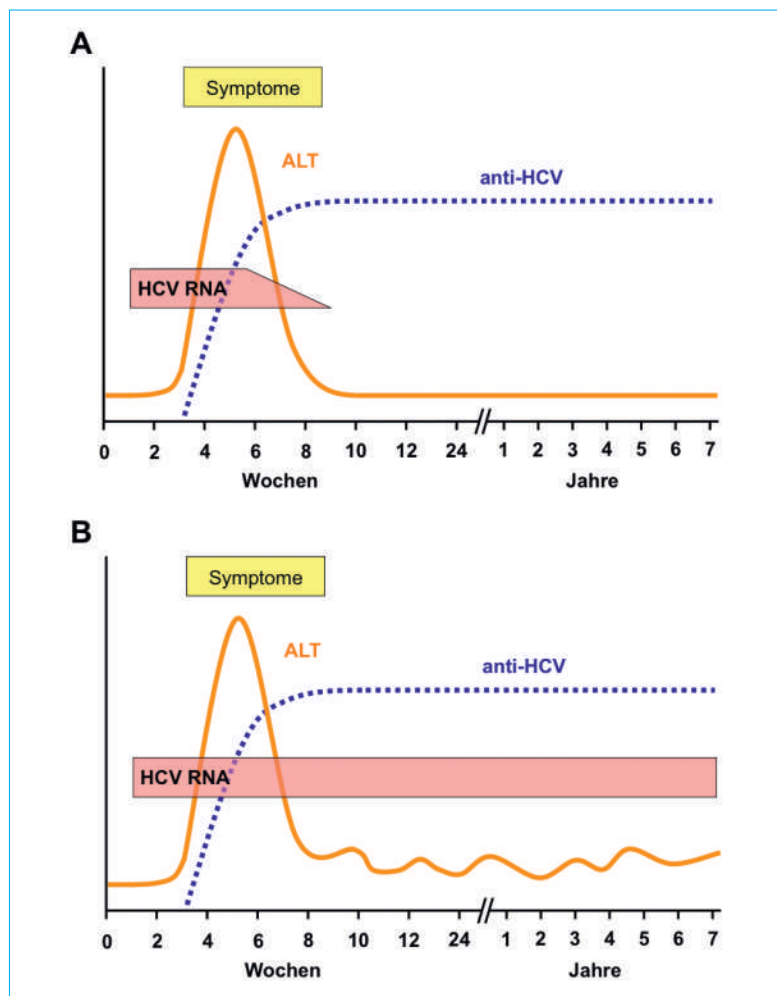 A
Symptome
ALT
anti-HCV
HCV RNA
0 2 4 6 8 10 12 24 1 2 3 4 5 6 7
Wochen Jahre
B
Symptome
ALT
anti-HCV
HCV RNA
0 2 4 6 8 10 12 24 1 2 3 4 5 6 7
Wochen Jahre